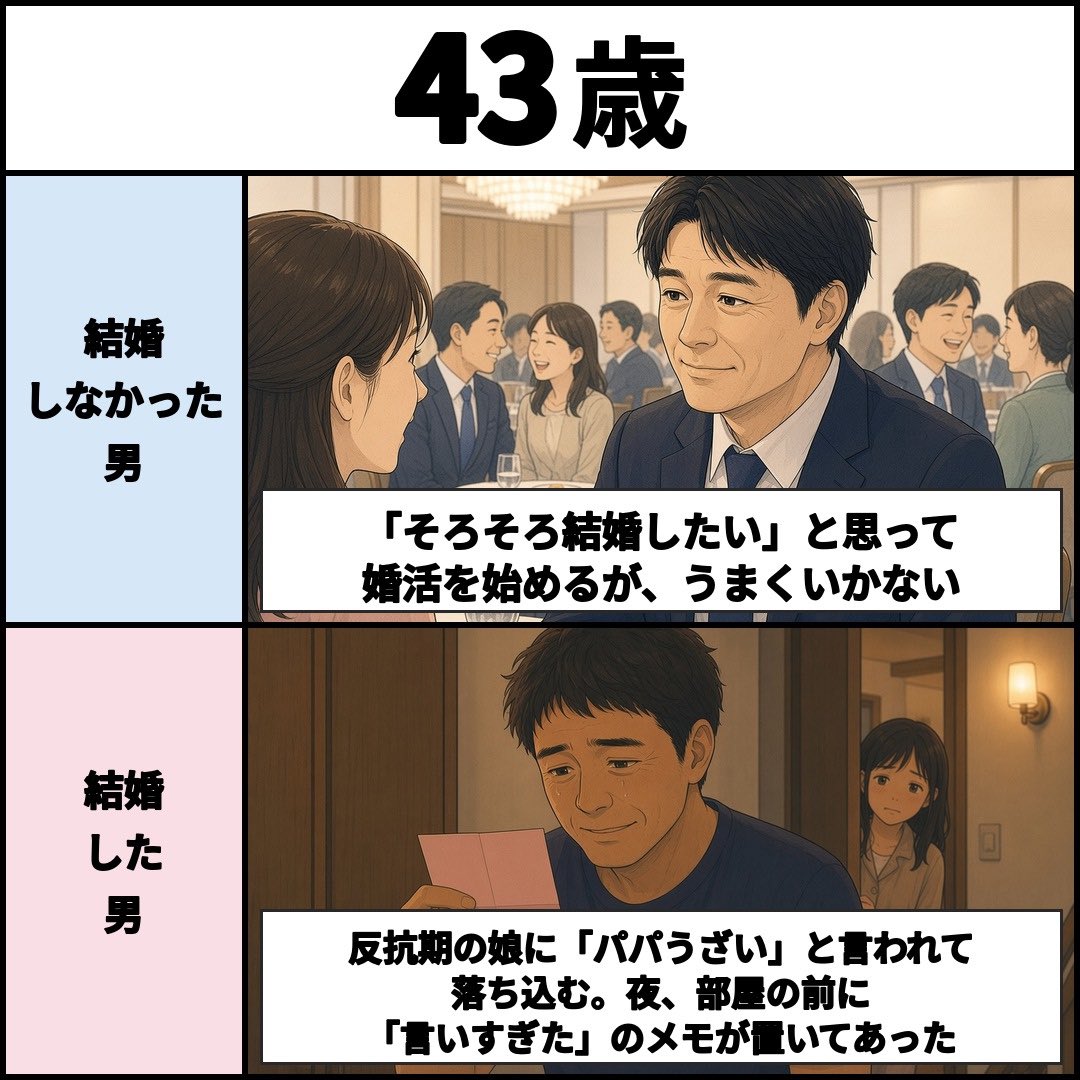 43歳
結婚
しなかった
男
「そろそろ結婚したい」と思って
婚活を始めるが、うまくいかない
結婚
した
男
反抗期の娘に「パパうざい」と言われて
落ち込む。夜、部屋の前に
「言いすぎた」のメモが置いてあった